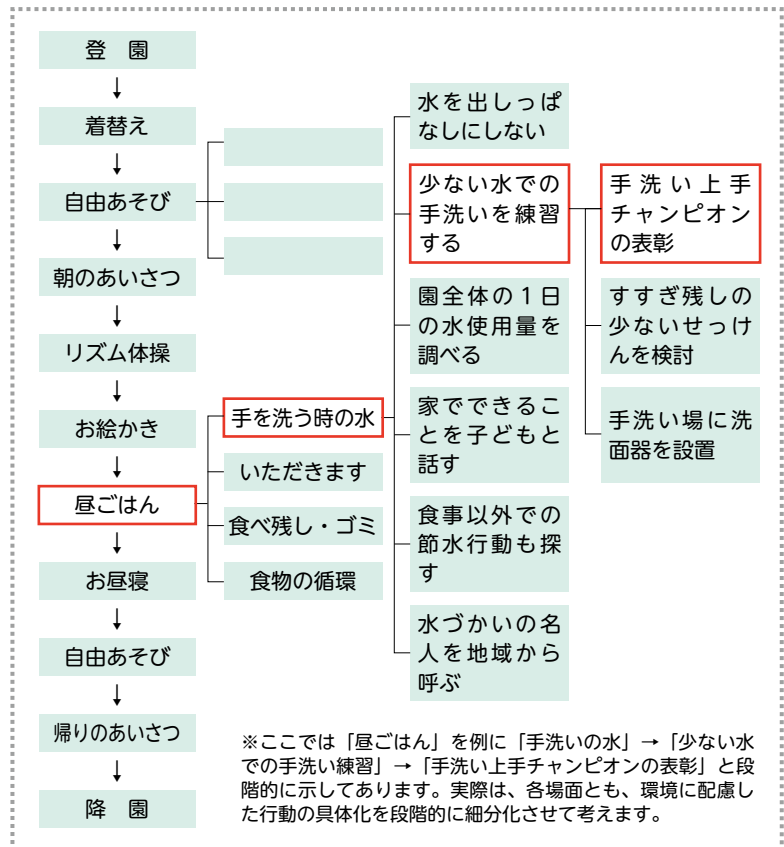 登　園
着替え
自由あそび
朝のあいさつ
リズム体操
お絵かき
昼ごはん
お昼寝
自由あそび
帰りのあいさつ
降　園
手を洗う時の水
いただきます
食べ残し・ゴミ
食物の循環
水を出しっぱ
なしにしない
少ない水での
手洗いを練習
する
園全体の１日
の水使用量を
調べる
家でできるこ
とを子どもと
話す
食事以外での
節水行動も探
す
水づかいの名
人を地域から
呼ぶ
手洗い上手
チャンピオン
の表彰
すすぎ残しの
少ないせっけ
んを検討
手洗い場に洗
面器を設置
※ここでは「昼ごはん」を例に「手洗いの水」→「少ない水
での手洗い練習」→「手洗い上手チャンピオンの表彰」と段
階的に示してあります。実際は、各場面とも、環境に配慮し
た行動の具体化を段階的に細分化させて考えます。